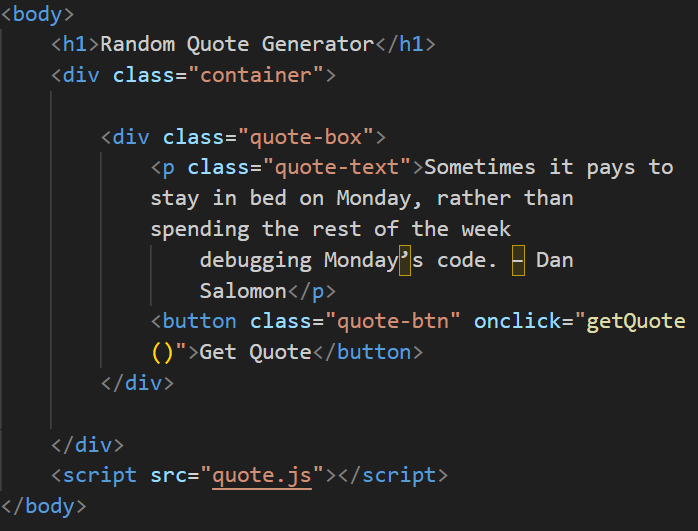 <body>
<h1>Random Quote Generator</h1>
<div class="container">
<div class="quote-box">
<p class="quote-text">Sometimes it pays to
stay in bed on Monday, rather than
spending the rest of the week
debugging Monday’s code. – Dan
Salomon</p>
<button class="quote-btn" onclick="getQuote
()">Get Quote</button>
</div>
</div>
<script src="quote.js"></script>
</body>